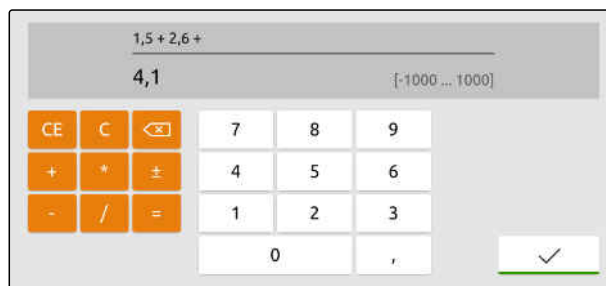 1,5 + 2,6 +
4,1 [-1000 ... 1000]
CE C 7 8 9
+ * ± 4 5 6
- / = 1 2 3
0 ,